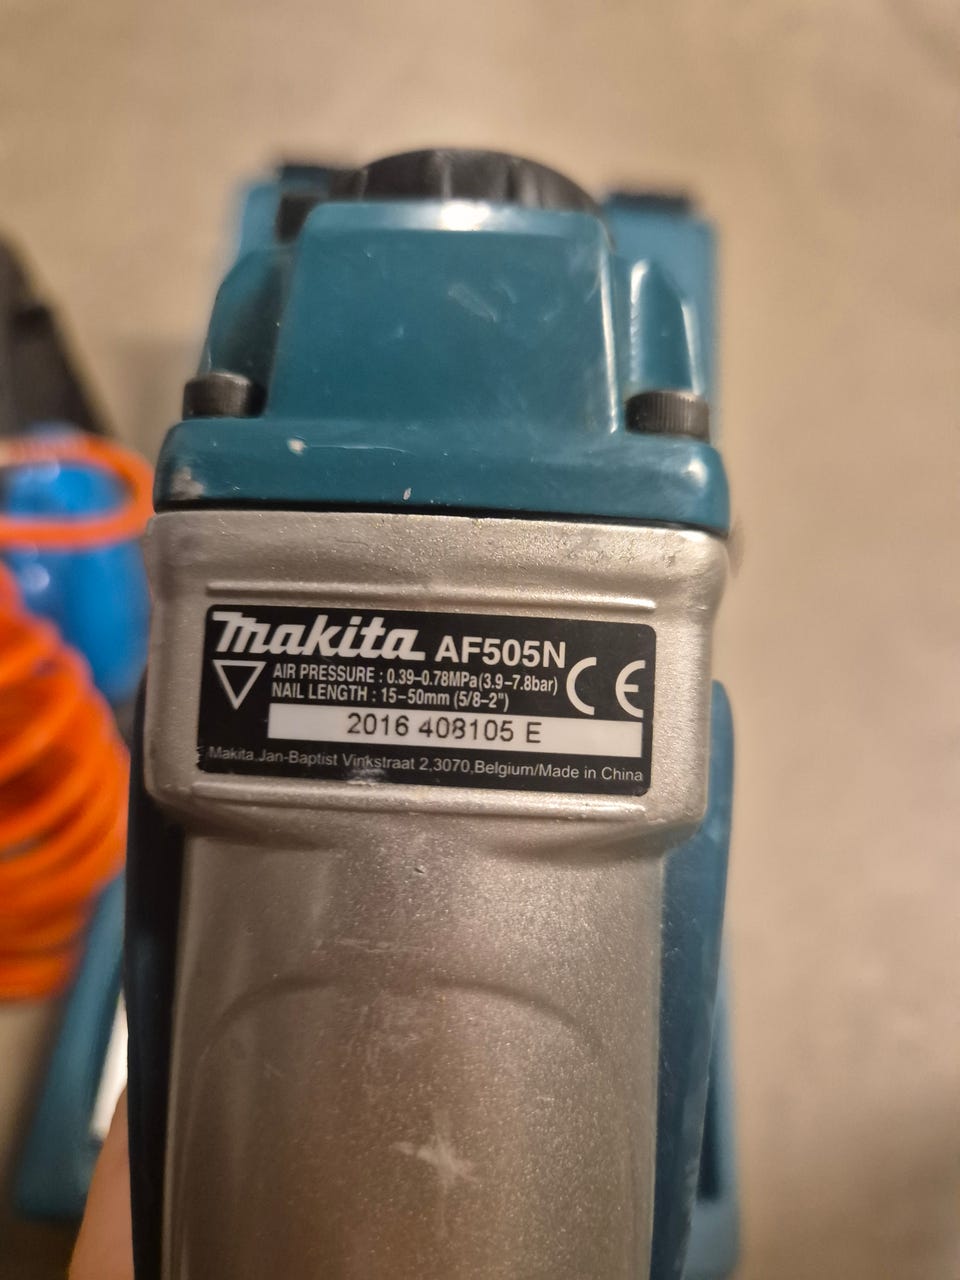 makita AF505N
AIR PRESSURE : 0.39–0.78MPa(3.9–7.8bar)
NAIL LENGTH : 15–50mm (5/8–2")
CE
2016 408105 E
Makita,Jan-Baptist Vinkstraat 2,3070,Belgium/Made in China